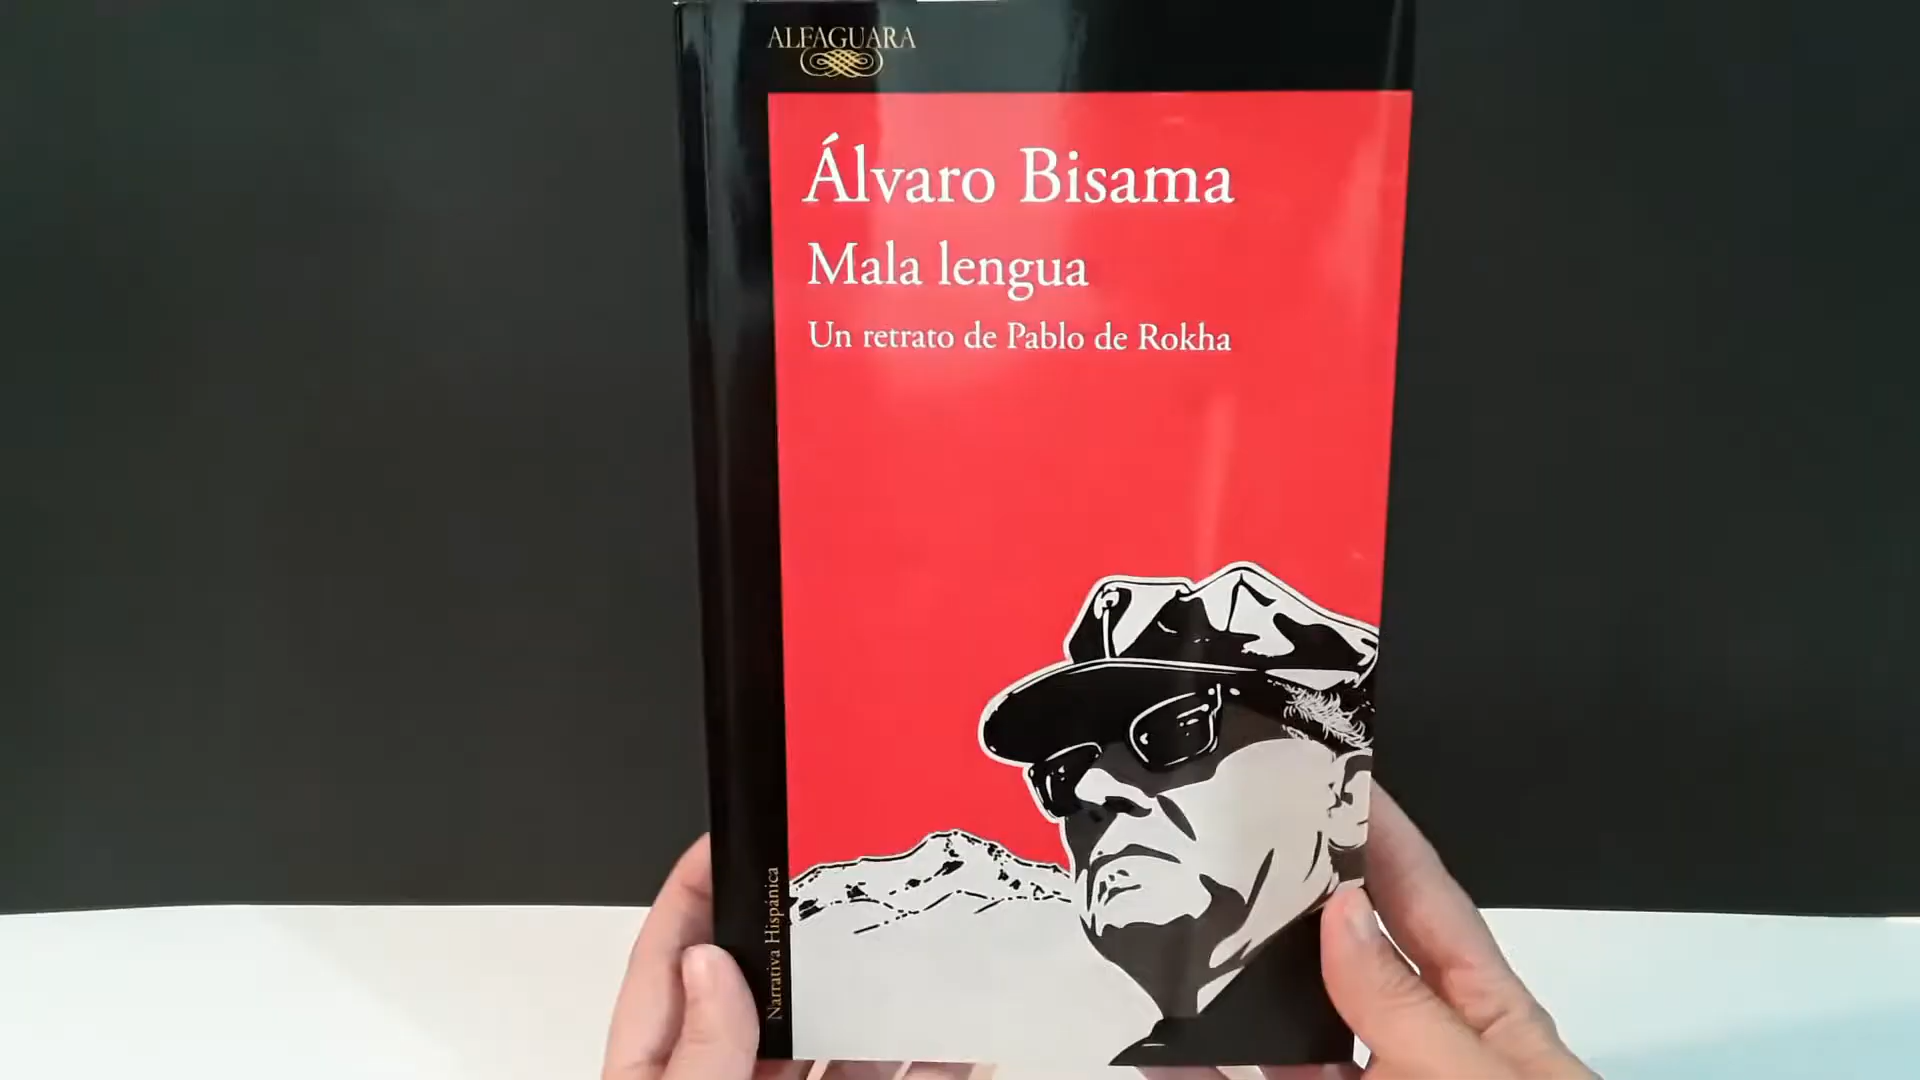 ALFAGUARA
Álvaro Bisama
Mala lengua
Un retrato de Pablo de Rokha
Narrativa Hispánica